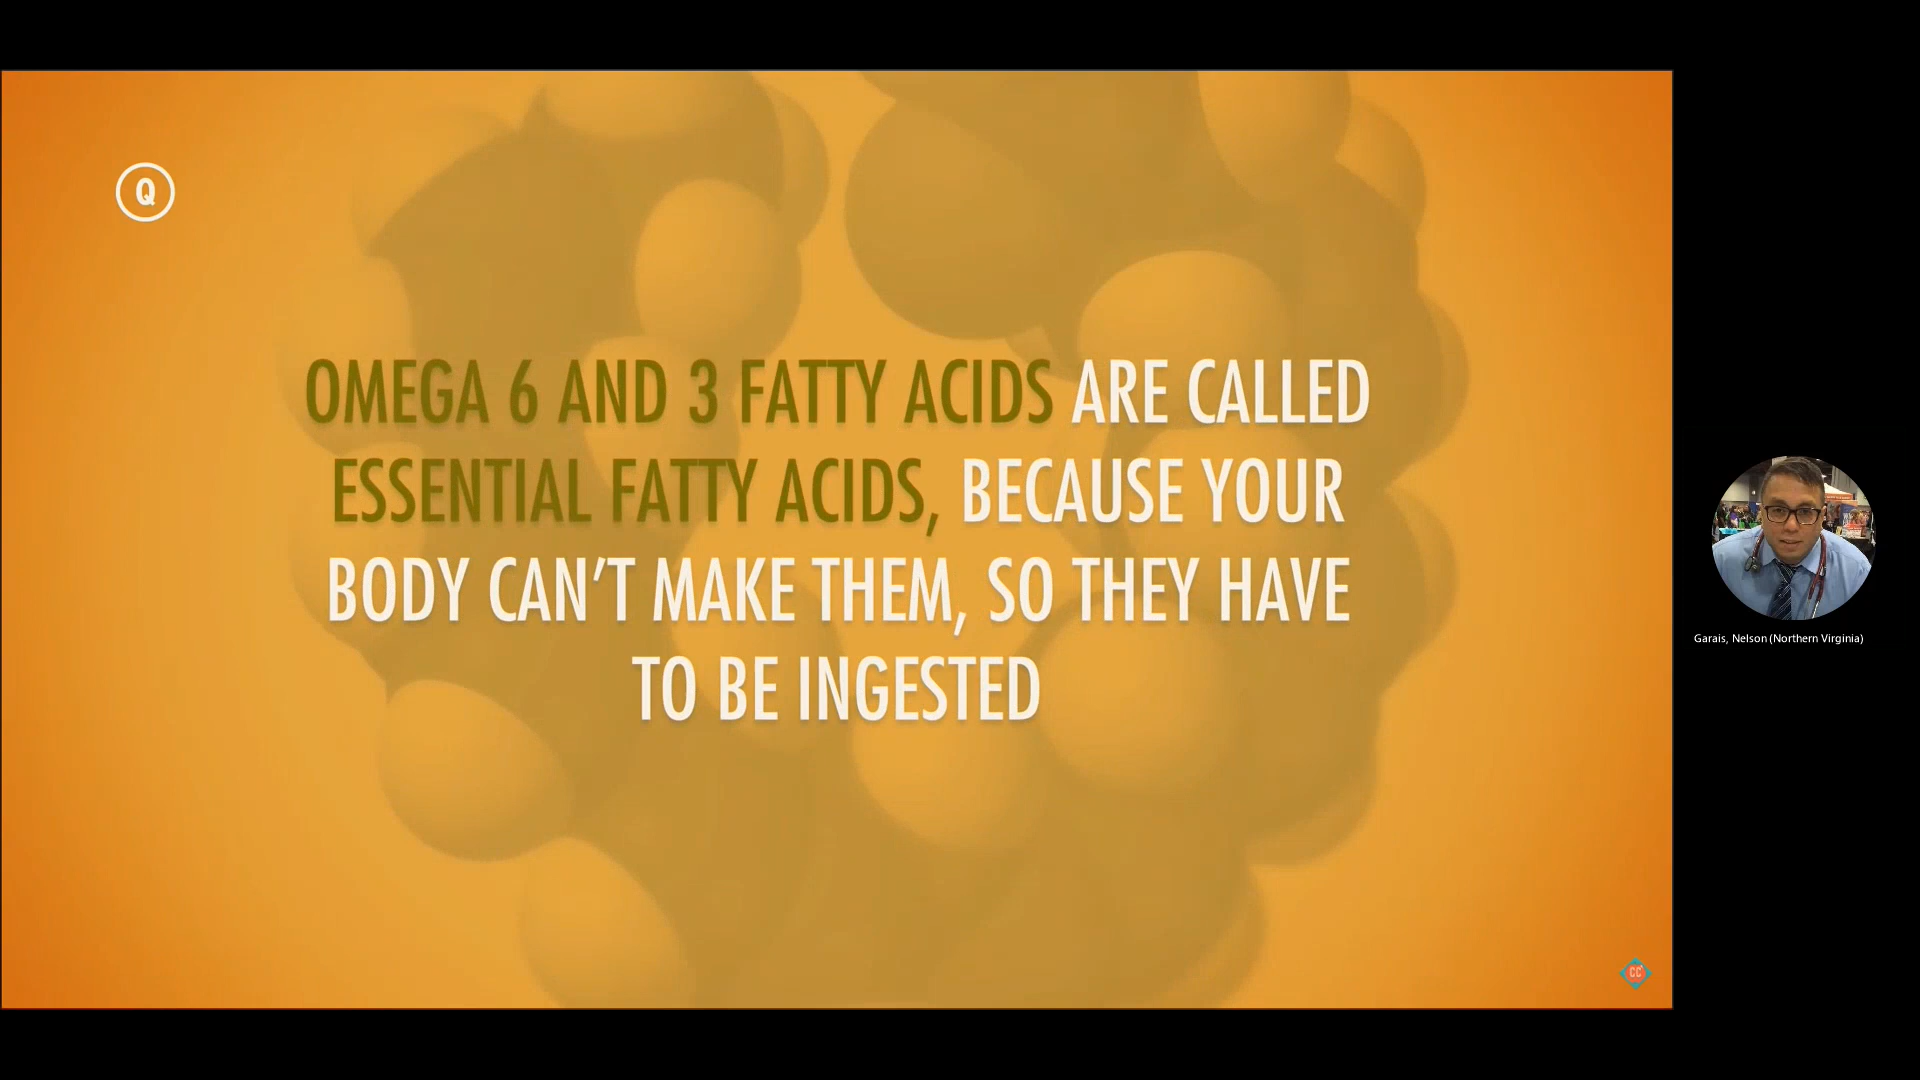 Q
OMEGA 6 AND 3 FATTY ACIDS ARE CALLED
ESSENTIAL FATTY ACIDS, BECAUSE YOUR
BODY CAN'T MAKE THEM, SO THEY HAVE
TO BE INGESTED
Garais, Nelson (Northern Virginia)
CC